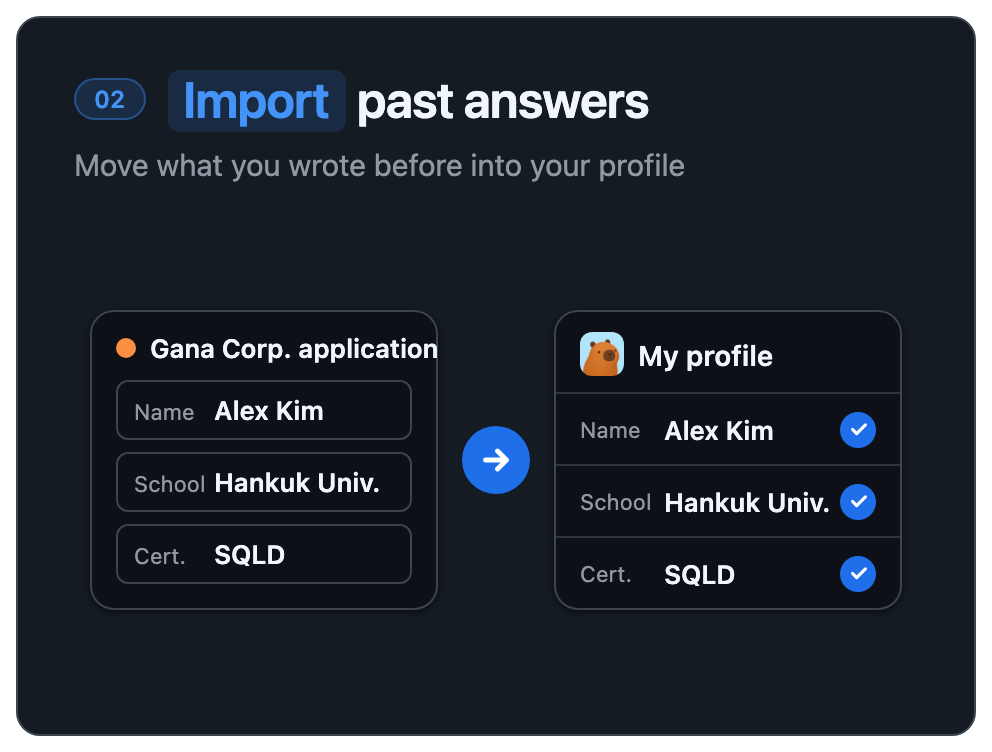 02 Import past answers
Move what you wrote before into your profile
Gana Corp. application
Name Alex Kim
School Hankuk Univ.
Cert. SQLD
My profile
Name Alex Kim
School Hankuk Univ.
Cert. SQLD